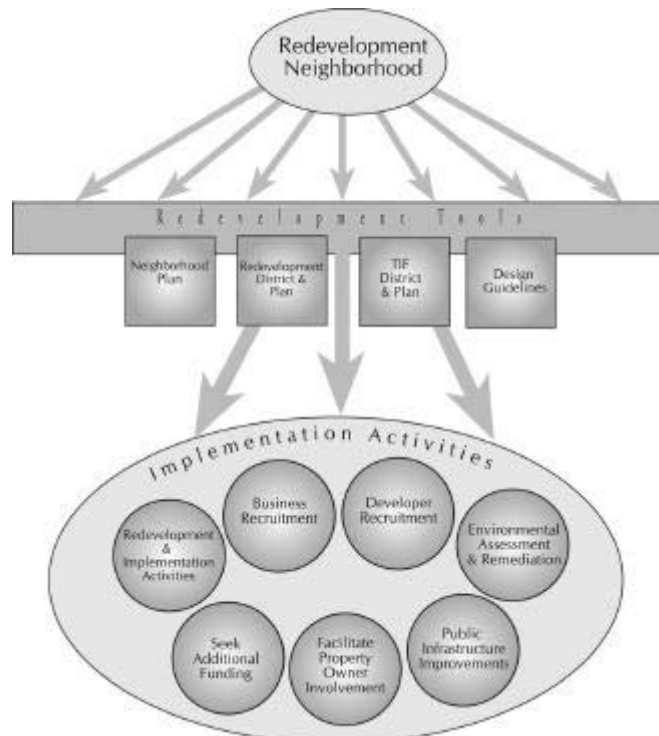 Redevelopment
Neighborhood
Redevelopment Tools
Neighborhood
Plan
Redevelopment
District &
Plan
TIF
District
& Plan
Design
Guidelines
Implementation Activities
Redevelopment
&
Implementation
Activities
Business
Recruitment
Developer
Recruitment
Environmental
Assessment
& Remediation
Seek
Additional
Funding
Facilitate
Property
Owner
Involvement
Public
Infrastructure
Improvements